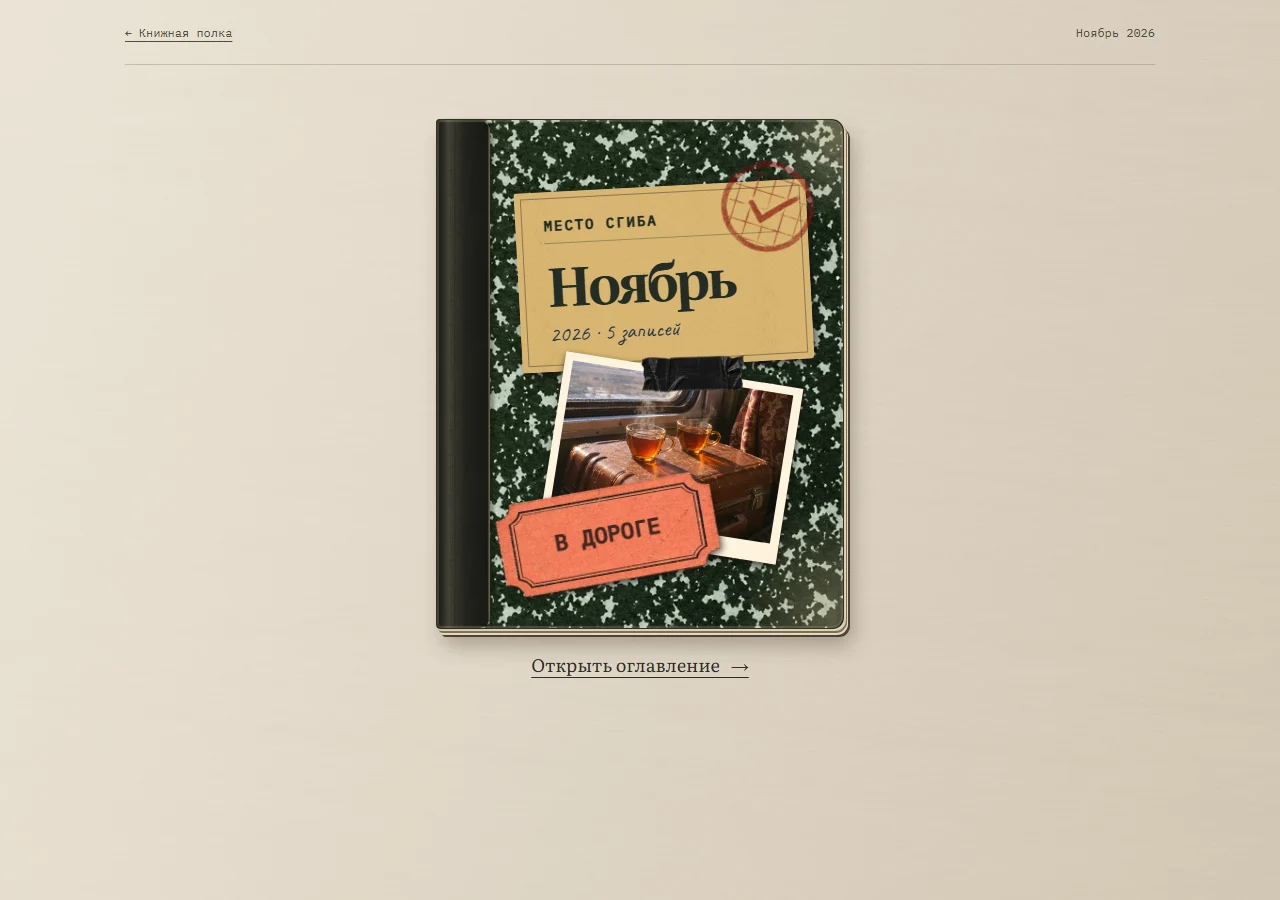 ← Книжная полка
Ноябрь 2026
МЕСТО СГИБА
Ноябрь
2026 · 5 записей
В ДОРОГЕ
Открыть оглавление →